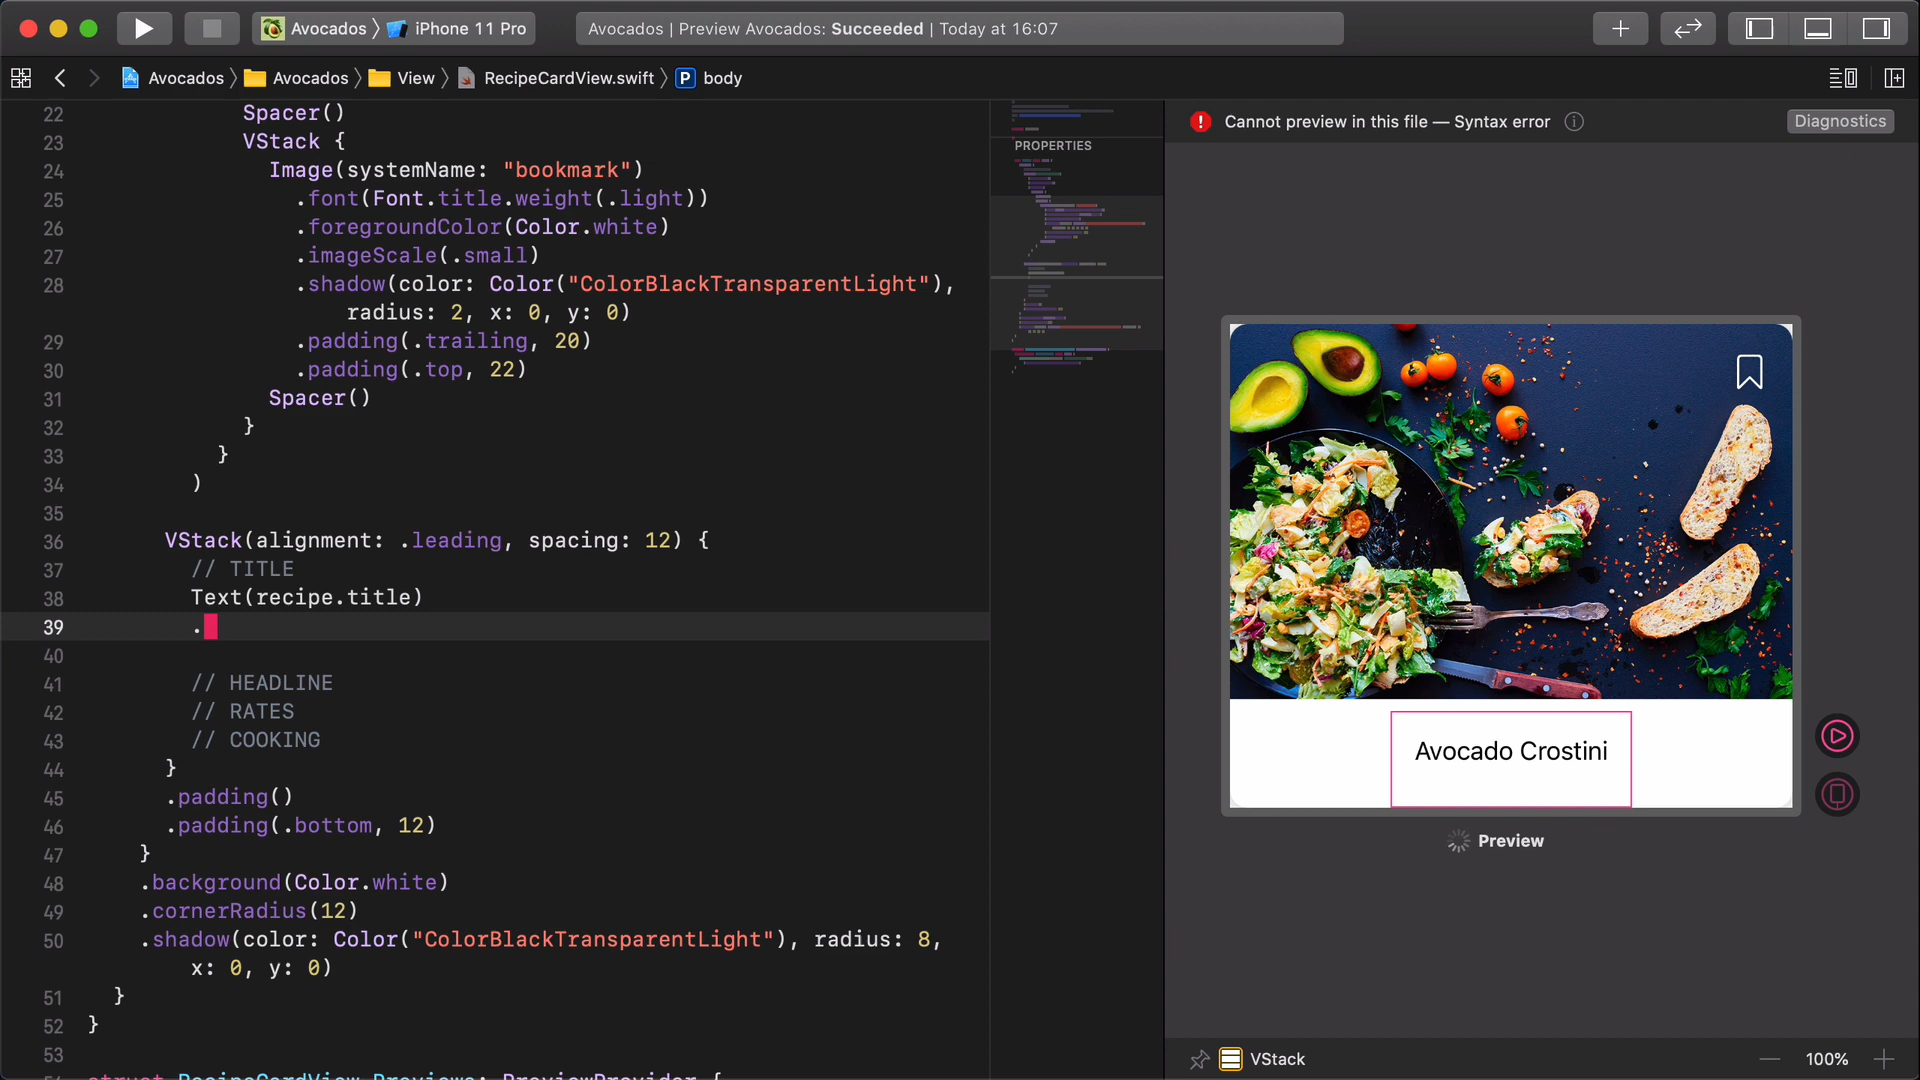 Avocados 〉 iPhone 11 Pro
Avocados | Preview Avocados: Succeeded | Today at 16:07
Avocados 〉 Avocados 〉 View 〉 RecipeCardView.swift 〉 P body
22 Spacer()
23 VStack {
24 Image(systemName: "bookmark")
25 .font(Font.title.weight(.light))
26 .foregroundColor(Color.white)
27 .imageScale(.small)
28 .shadow(color: Color("ColorBlackTransparentLight"),
radius: 2, x: 0, y: 0)
29 .padding(.trailing, 20)
30 .padding(.top, 22)
31 Spacer()
32 }
33 }
34 )
35
36 VStack(alignment: .leading, spacing: 12) {
37 // TITLE
38 Text(recipe.title)
39 .
40
41 // HEADLINE
42 // RATES
43 // COOKING
44 }
45 .padding()
46 .padding(.bottom, 12)
47 }
48 .background(Color.white)
49 .cornerRadius(12)
50 .shadow(color: Color("ColorBlackTransparentLight"), radius: 8,
x: 0, y: 0)
51 }
52 }
53
struct RecipeCardView_Previews: PreviewProvider {
PROPERTIES
Cannot preview in this file — Syntax error
Diagnostics
Avocado Crostini
Preview
VStack
100%